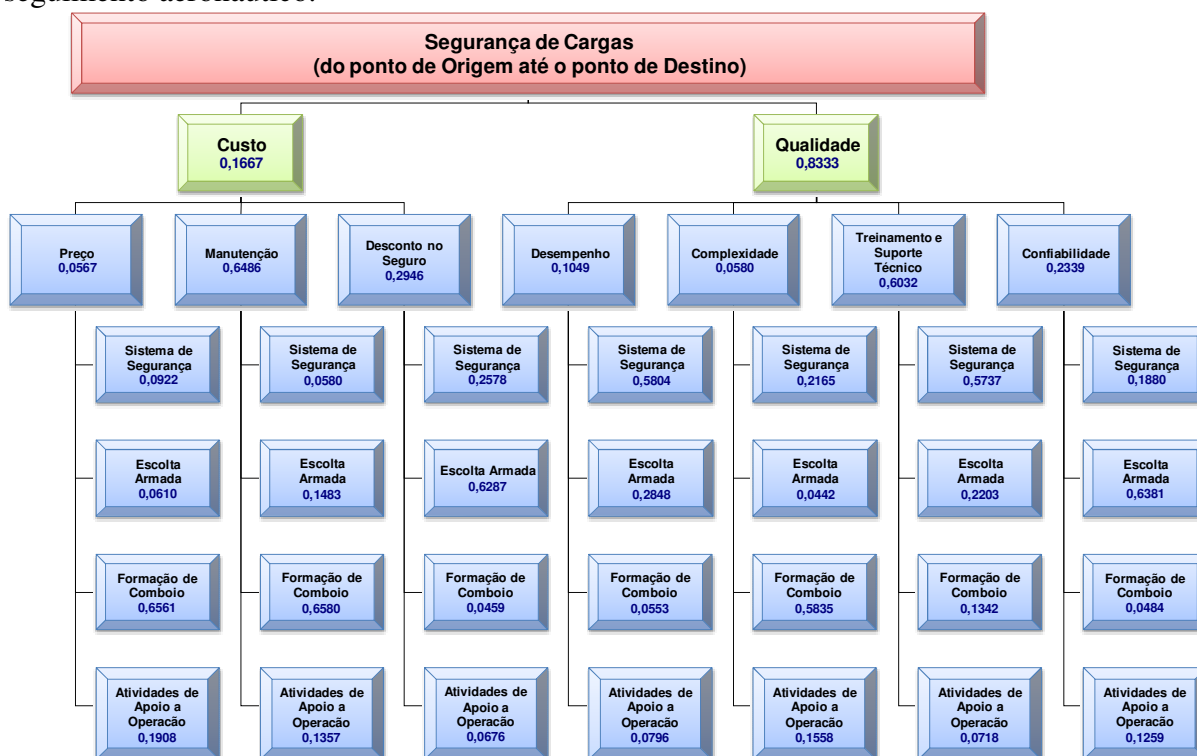 seguimento aeronáutico.
Segurança de Cargas
(do ponto de Origem até o ponto de Destino)
Custo
0,1667
Qualidade
0,8333
Preço
0,0567
Manutenção
0,6486
Desconto no
Seguro
0,2946
Desempenho
0,1049
Complexidade
0,0580
Treinamento e
Suporte
Técnico
0,6032
Confiabilidade
0,2339
Sistema de
Segurança
0,0922
Sistema de
Segurança
0,0580
Sistema de
Segurança
0,2578
Sistema de
Segurança
0,5804
Sistema de
Segurança
0,2165
Sistema de
Segurança
0,5737
Sistema de
Segurança
0,1880
Escolta
Armada
0,0610
Escolta
Armada
0,1483
Escolta Armada
0,6287
Escolta
Armada
0,2848
Escolta
Armada
0,0442
Escolta
Armada
0,2203
Escolta
Armada
0,6381
Formação de
Comboio
0,6561
Formação de
Comboio
0,6580
Formação de
Comboio
0,0459
Formação de
Comboio
0,0553
Formação de
Comboio
0,5835
Formação de
Comboio
0,1342
Formação de
Comboio
0,0484
Atividades de
Apoio a
Operacão
0,1908
Atividades de
Apoio a
Operacão
0,1357
Atividades de
Apoio a
Operacão
0,0676
Atividades de
Apoio a
Operacão
0,0796
Atividades de
Apoio a
Operacão
0,1558
Atividades de
Apoio a
Operacão
0,0718
Atividades de
Apoio a
Operacão
0,1259